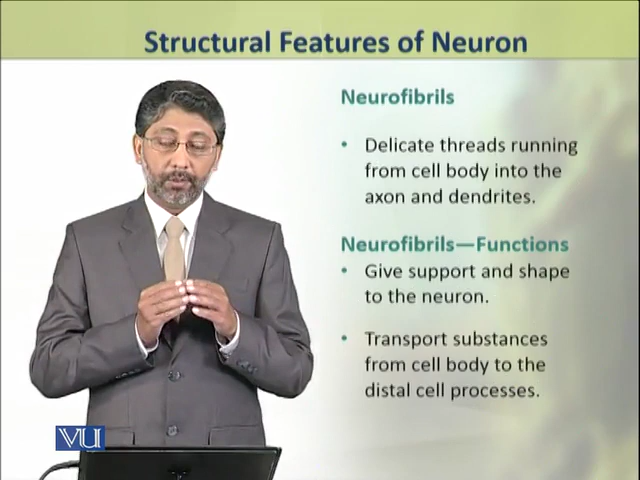 Structural Features of Neuron
Neurofibrils
• Delicate threads running
from cell body into the
axon and dendrites.
Neurofibrils—Functions
• Give support and shape
to the neuron.
• Transport substances
from cell body to the
distal cell processes.
VU